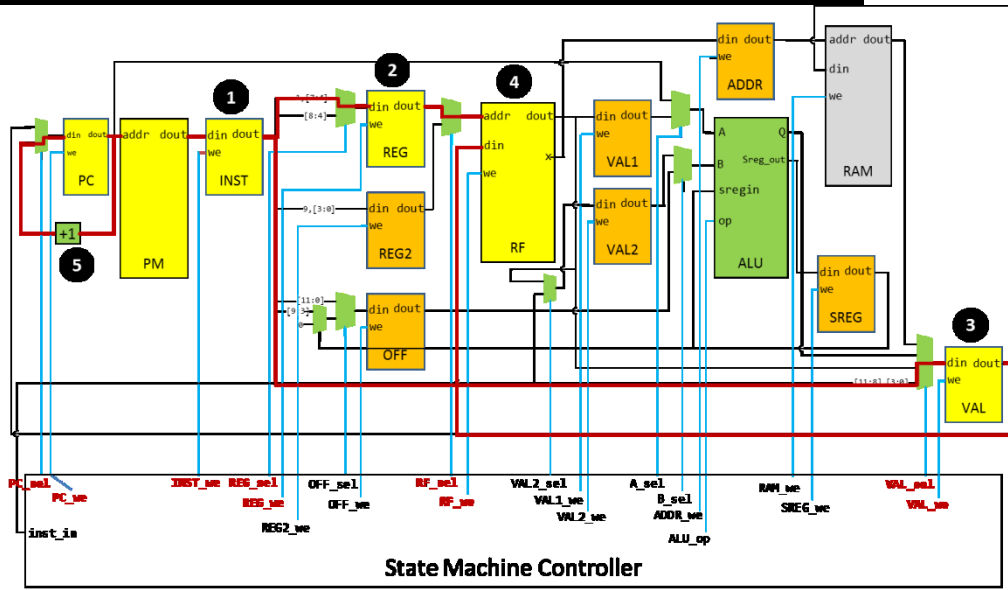 2
4
1
3
5
din dout
we
PC
+1
addr dout
PM
din dout
we
INST
[8:4]
din dout
we
REG
9,[3:0]
din dout
we
REG2
[11:0]
[9:3]
0
din dout
we
OFF
addr dout
din
x
we
RF
din dout
we
VAL1
din dout
we
VAL2
din dout
we
ADDR
A Q
Sreg_out
B
sregin
op
ALU
addr dout
din
we
RAM
din dout
we
SREG
[11:8],[3:0]
din dout
we
VAL
PC_sel
PC_we
inst_in
INST_we
REG_sel
REG_we
REG2_we
OFF_sel
OFF_we
RF_sel
RF_we
VAL2_sel
VAL1_we
VAL2_we
A_sel
B_sel
ADDR_we
ALU_op
RAM_we
SREG_we
VAL_sel
VAL_we
State Machine Controller